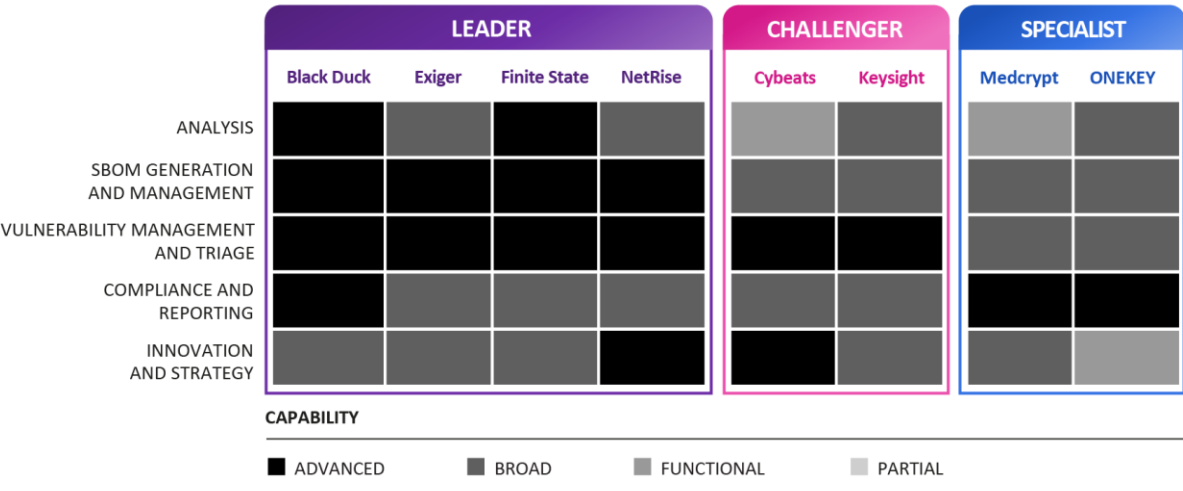 LEADER
CHALLENGER
SPECIALIST
Black Duck
Exiger
Finite State
NetRise
Cybeats
Keysight
Medcrypt
ONEKEY
ANALYSIS
SBOM GENERATION
AND MANAGEMENT
VULNERABILITY MANAGEMENT
AND TRIAGE
COMPLIANCE AND
REPORTING
INNOVATION
AND STRATEGY
CAPABILITY
ADVANCED
BROAD
FUNCTIONAL
PARTIAL